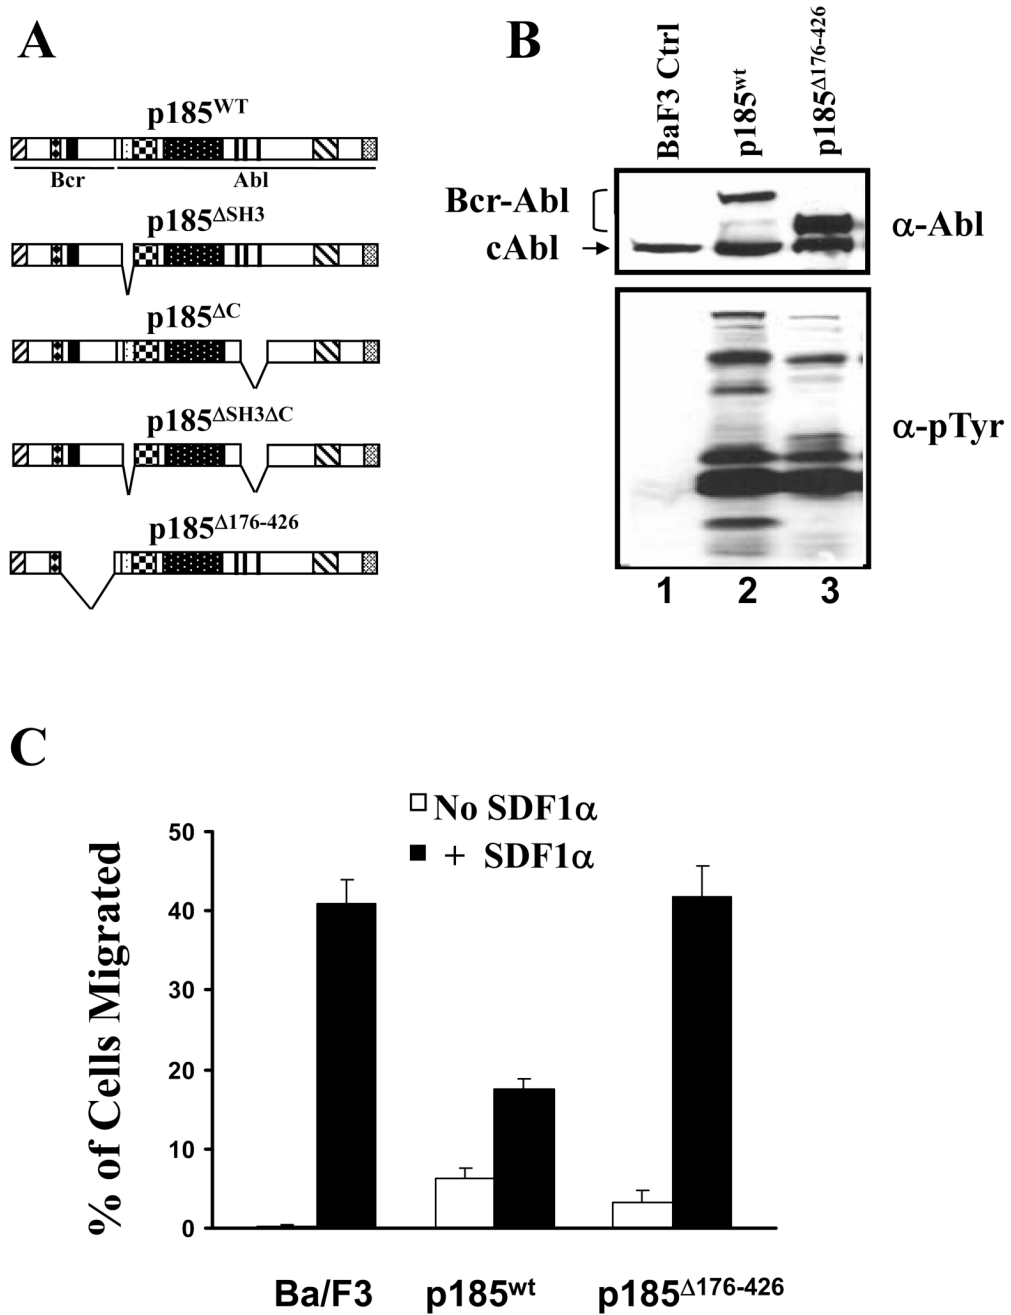 A
p185WT
Bcr
Abl
p185ΔSH3
p185ΔC
p185ΔSH3ΔC
p185Δ176-426
B
BaF3 Ctrl
p185wt
p185Δ176-426
Bcr-Abl
cAbl
α-Abl
α-pTyr
1 2 3
C
No SDF1α
+ SDF1α
% of Cells Migrated
50
40
30
20
10
0
Ba/F3 p185wt p185Δ176-426